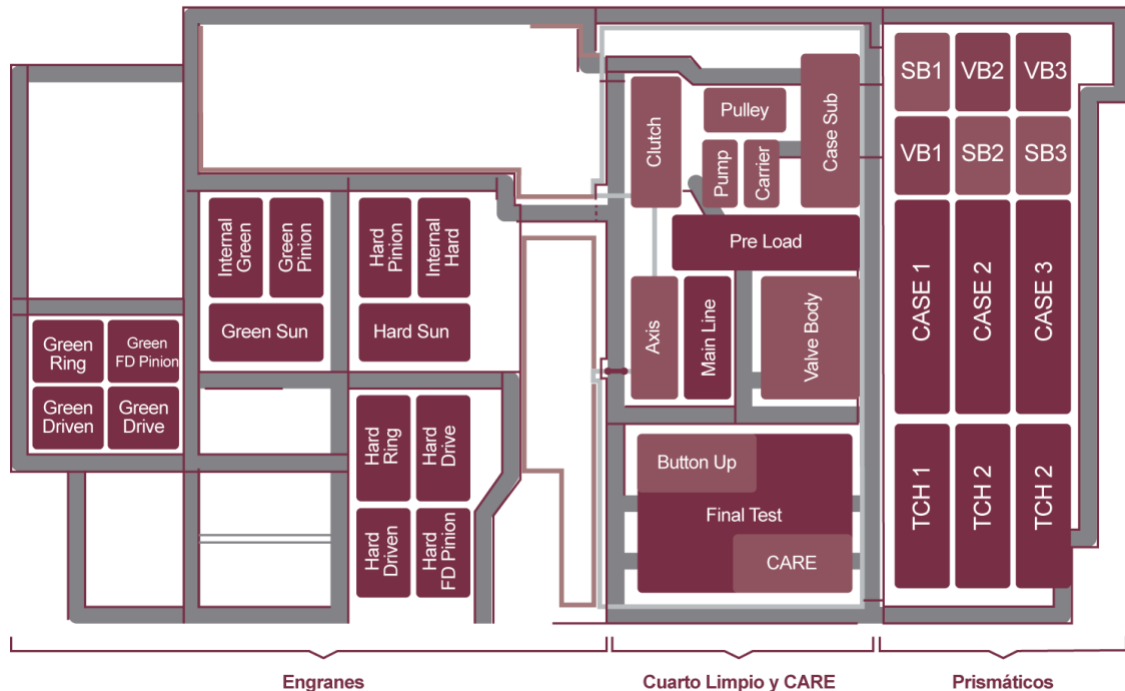 Internal
Green
Green
Pinion
Green Sun
Hard
Pinion
Internal
Hard
Hard Sun
Green
Ring
Green
FD Pinion
Green
Driven
Green
Drive
Hard
Ring
Hard
Drive
Hard
Driven
Hard
FD Pinion
Engranes
Clutch
Pulley
Case Sub
Pump
Carrier
Pre Load
Axis
Main Line
Valve Body
Button Up
Final Test
CARE
Cuarto Limpio y CARE
SB1
VB2
VB3
VB1
SB2
SB3
CASE 1
CASE 2
CASE 3
TCH 1
TCH 2
TCH 2
Prismáticos